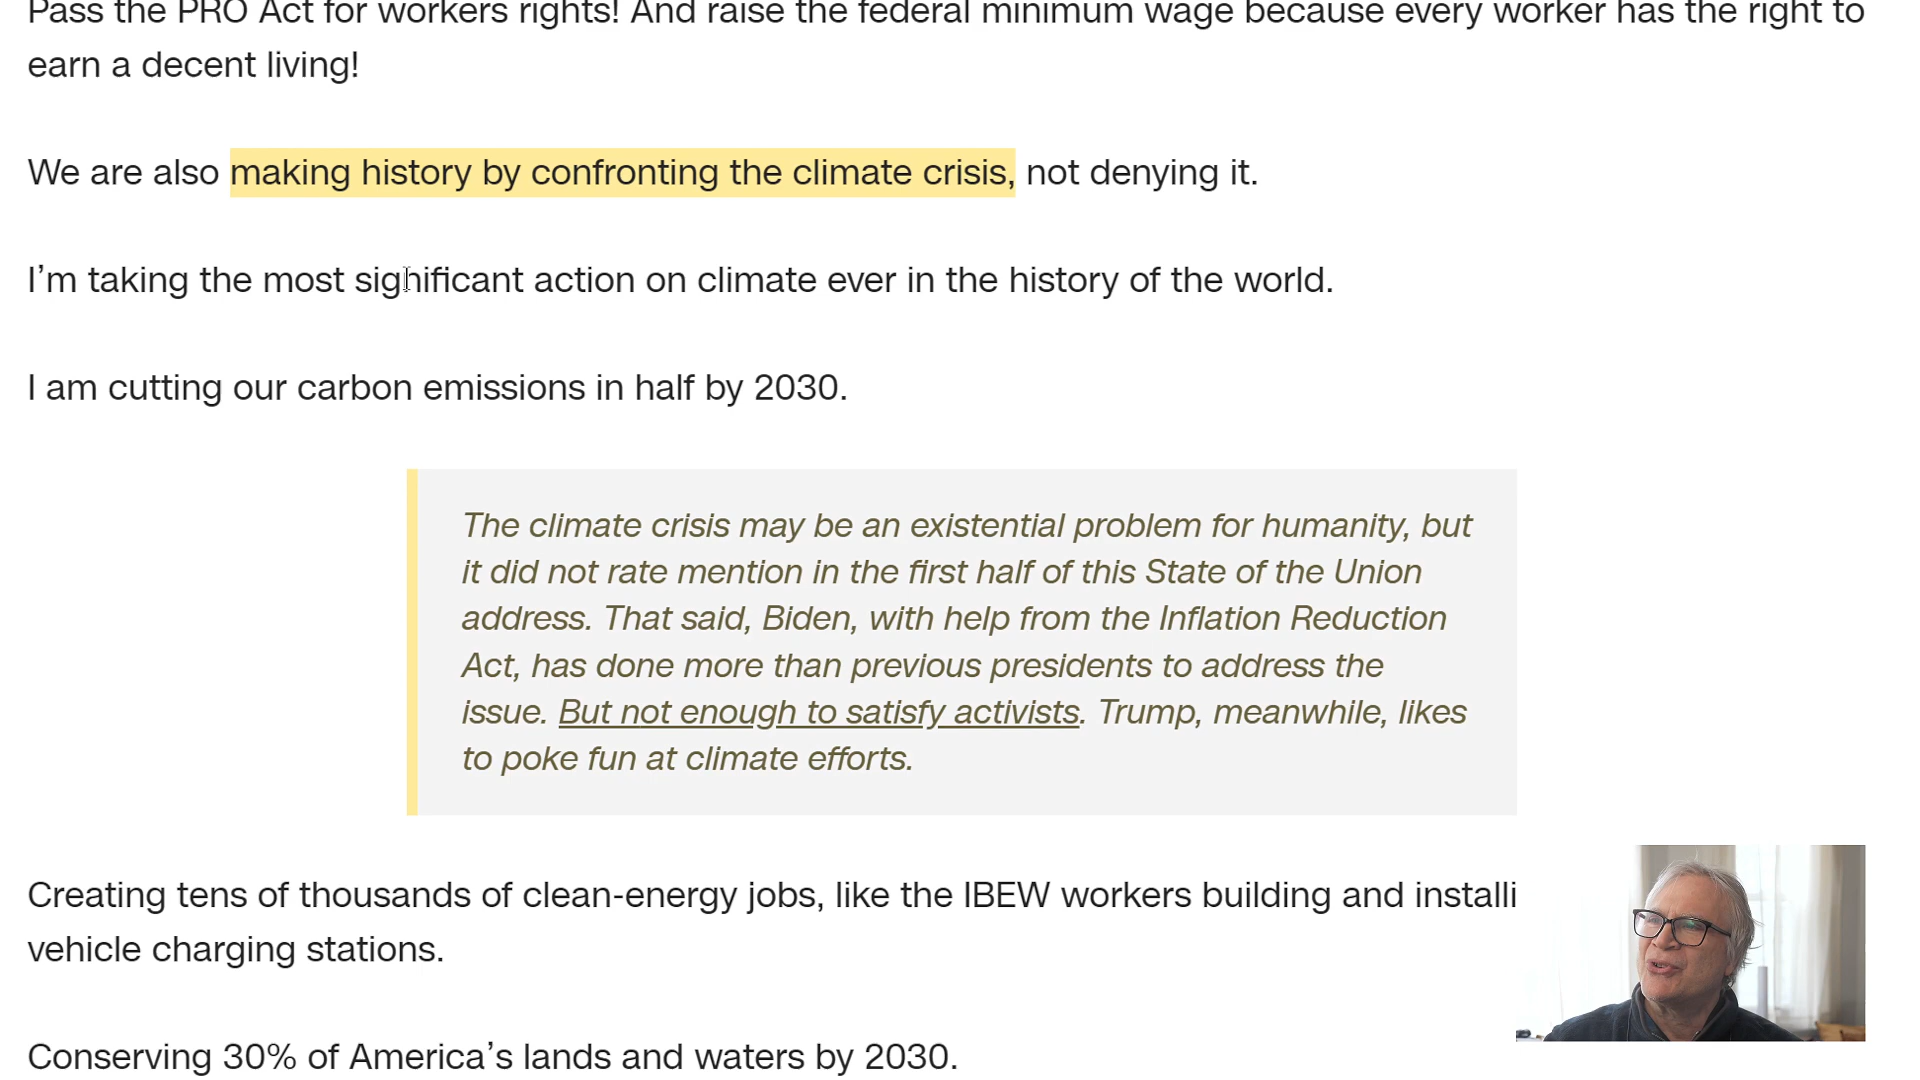 Pass the PRO Act for workers rights! And raise the federal minimum wage because every worker has the right to
earn a decent living!
We are also making history by confronting the climate crisis, not denying it.
I’m taking the most significant action on climate ever in the history of the world.
I am cutting our carbon emissions in half by 2030.
The climate crisis may be an existential problem for humanity, but
it did not rate mention in the first half of this State of the Union
address. That said, Biden, with help from the Inflation Reduction
Act, has done more than previous presidents to address the
issue. But not enough to satisfy activists. Trump, meanwhile, likes
to poke fun at climate efforts.
Creating tens of thousands of clean-energy jobs, like the IBEW workers building and installi
vehicle charging stations.
Conserving 30% of America’s lands and waters by 2030.